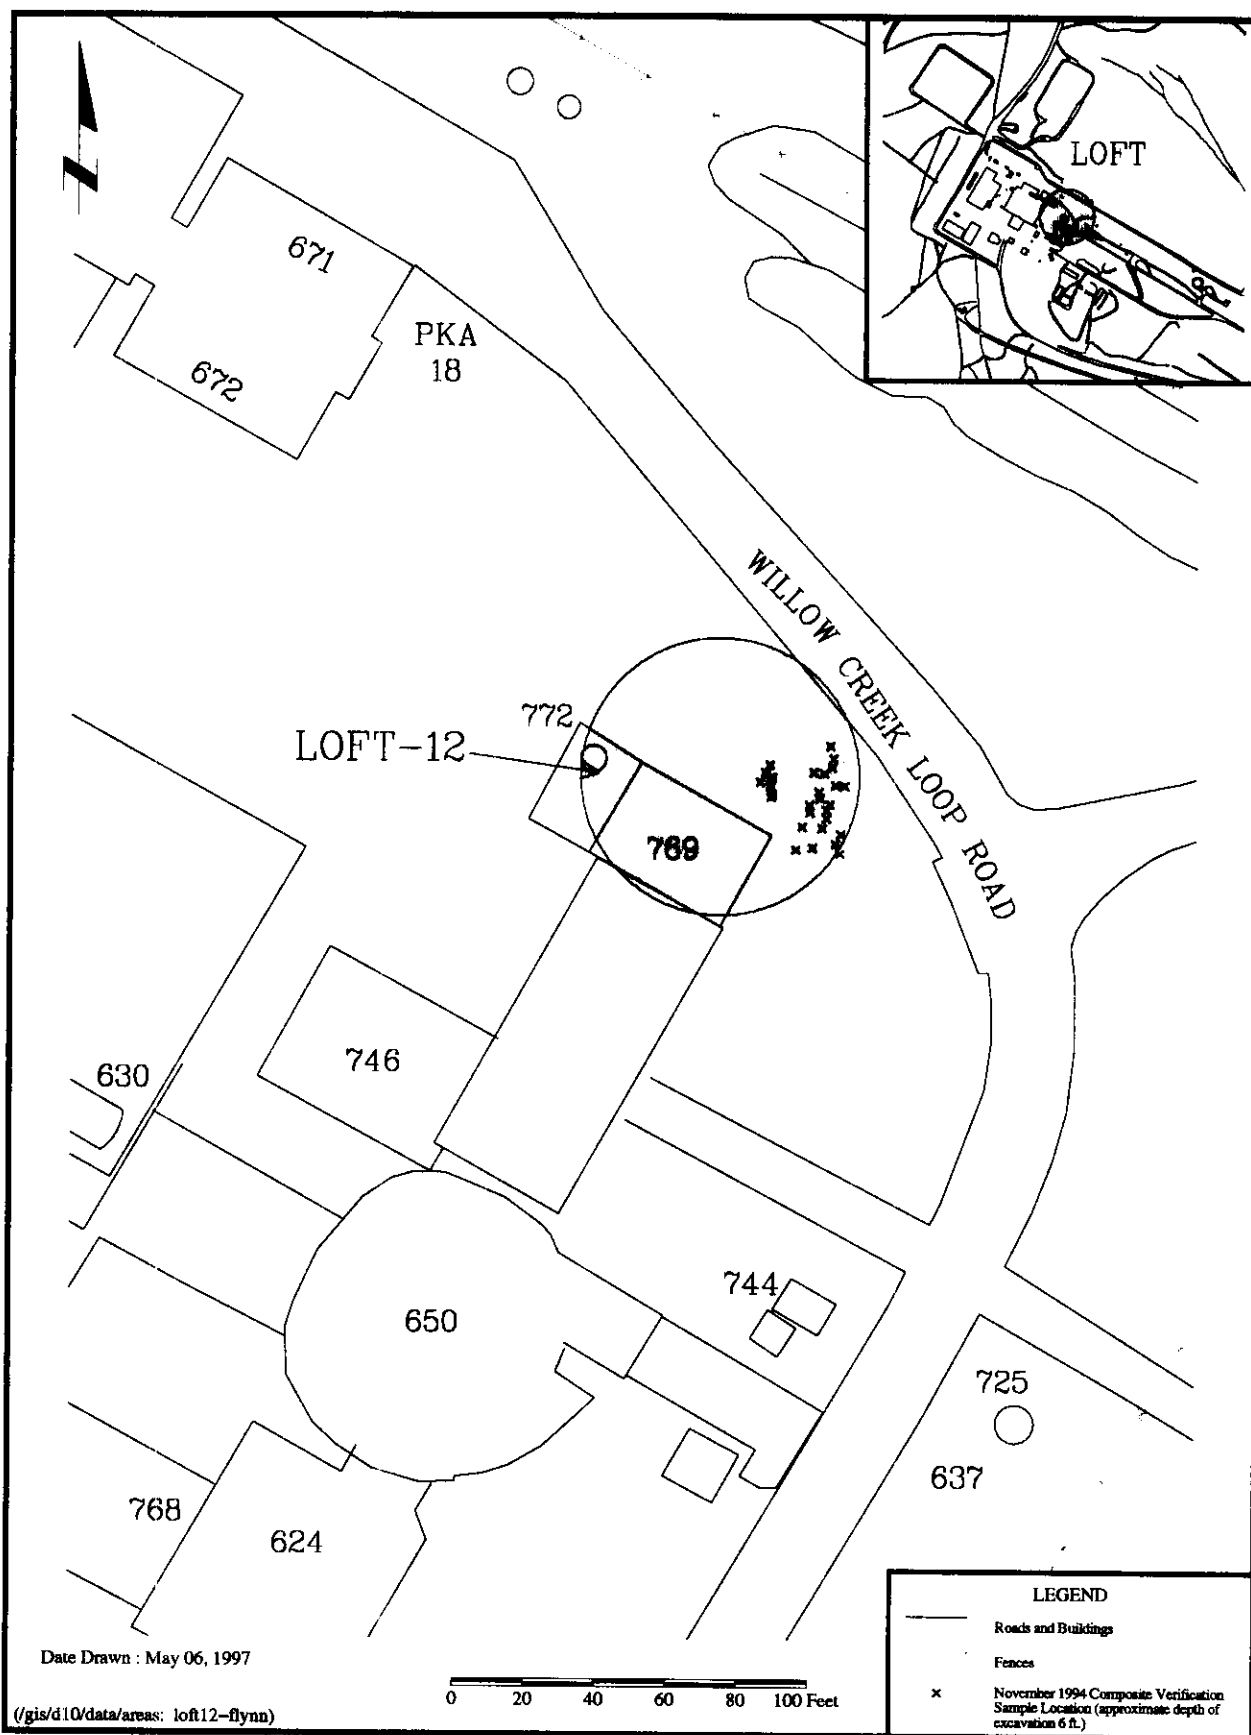 LOFT
671
PKA
18
672
WILLOW CREEK LOOP ROAD
772
LOFT-12
769
746
630
744
650
725
637
768
624
LEGEND
Roads and Buildings
Fences
x November 1994 Composite Verification
Sample Location (approximate depth of
excavation 6 ft.)
Date Drawn : May 06, 1997
0 20 40 60 80 100 Feet
(/gis/d10/data/areas: loft12-flynn)